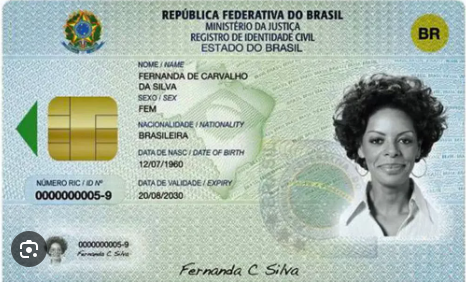 REPÚBLICA FEDERATIVA DO BRASIL
MINISTÉRIO DA JUSTIÇA
REGISTRO DE IDENTIDADE CIVIL
ESTADO DO BRASIL
BR
NOME / NAME
FERNANDA DE CARVALHO
DA SILVA
SEXO / SEX
FEM
NACIONALIDADE / NATIONALITY
BRASILEIRA
DATA DE NASC / DATE OF BIRTH
12/07/1960
NÚMERO RIC / ID Nº
0000000005-9
DATA DE VALIDADE / EXPIRY
20/08/2030
0000000005-9
Fernanda C Silva
Fernanda C Silva